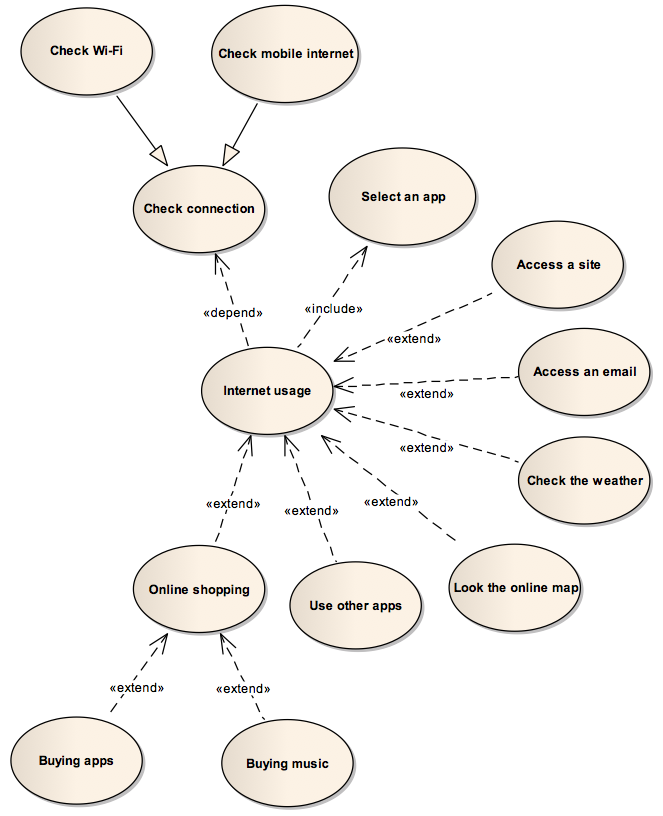 Check Wi-Fi
Check mobile internet
Check connection
Select an app
Access a site
«depend»
«include»
«extend»
Access an email
Internet usage
«extend»
«extend»
Check the weather
«extend»
«extend»
«extend»
Online shopping
Use other apps
Look the online map
«extend»
«extend»
Buying apps
Buying music